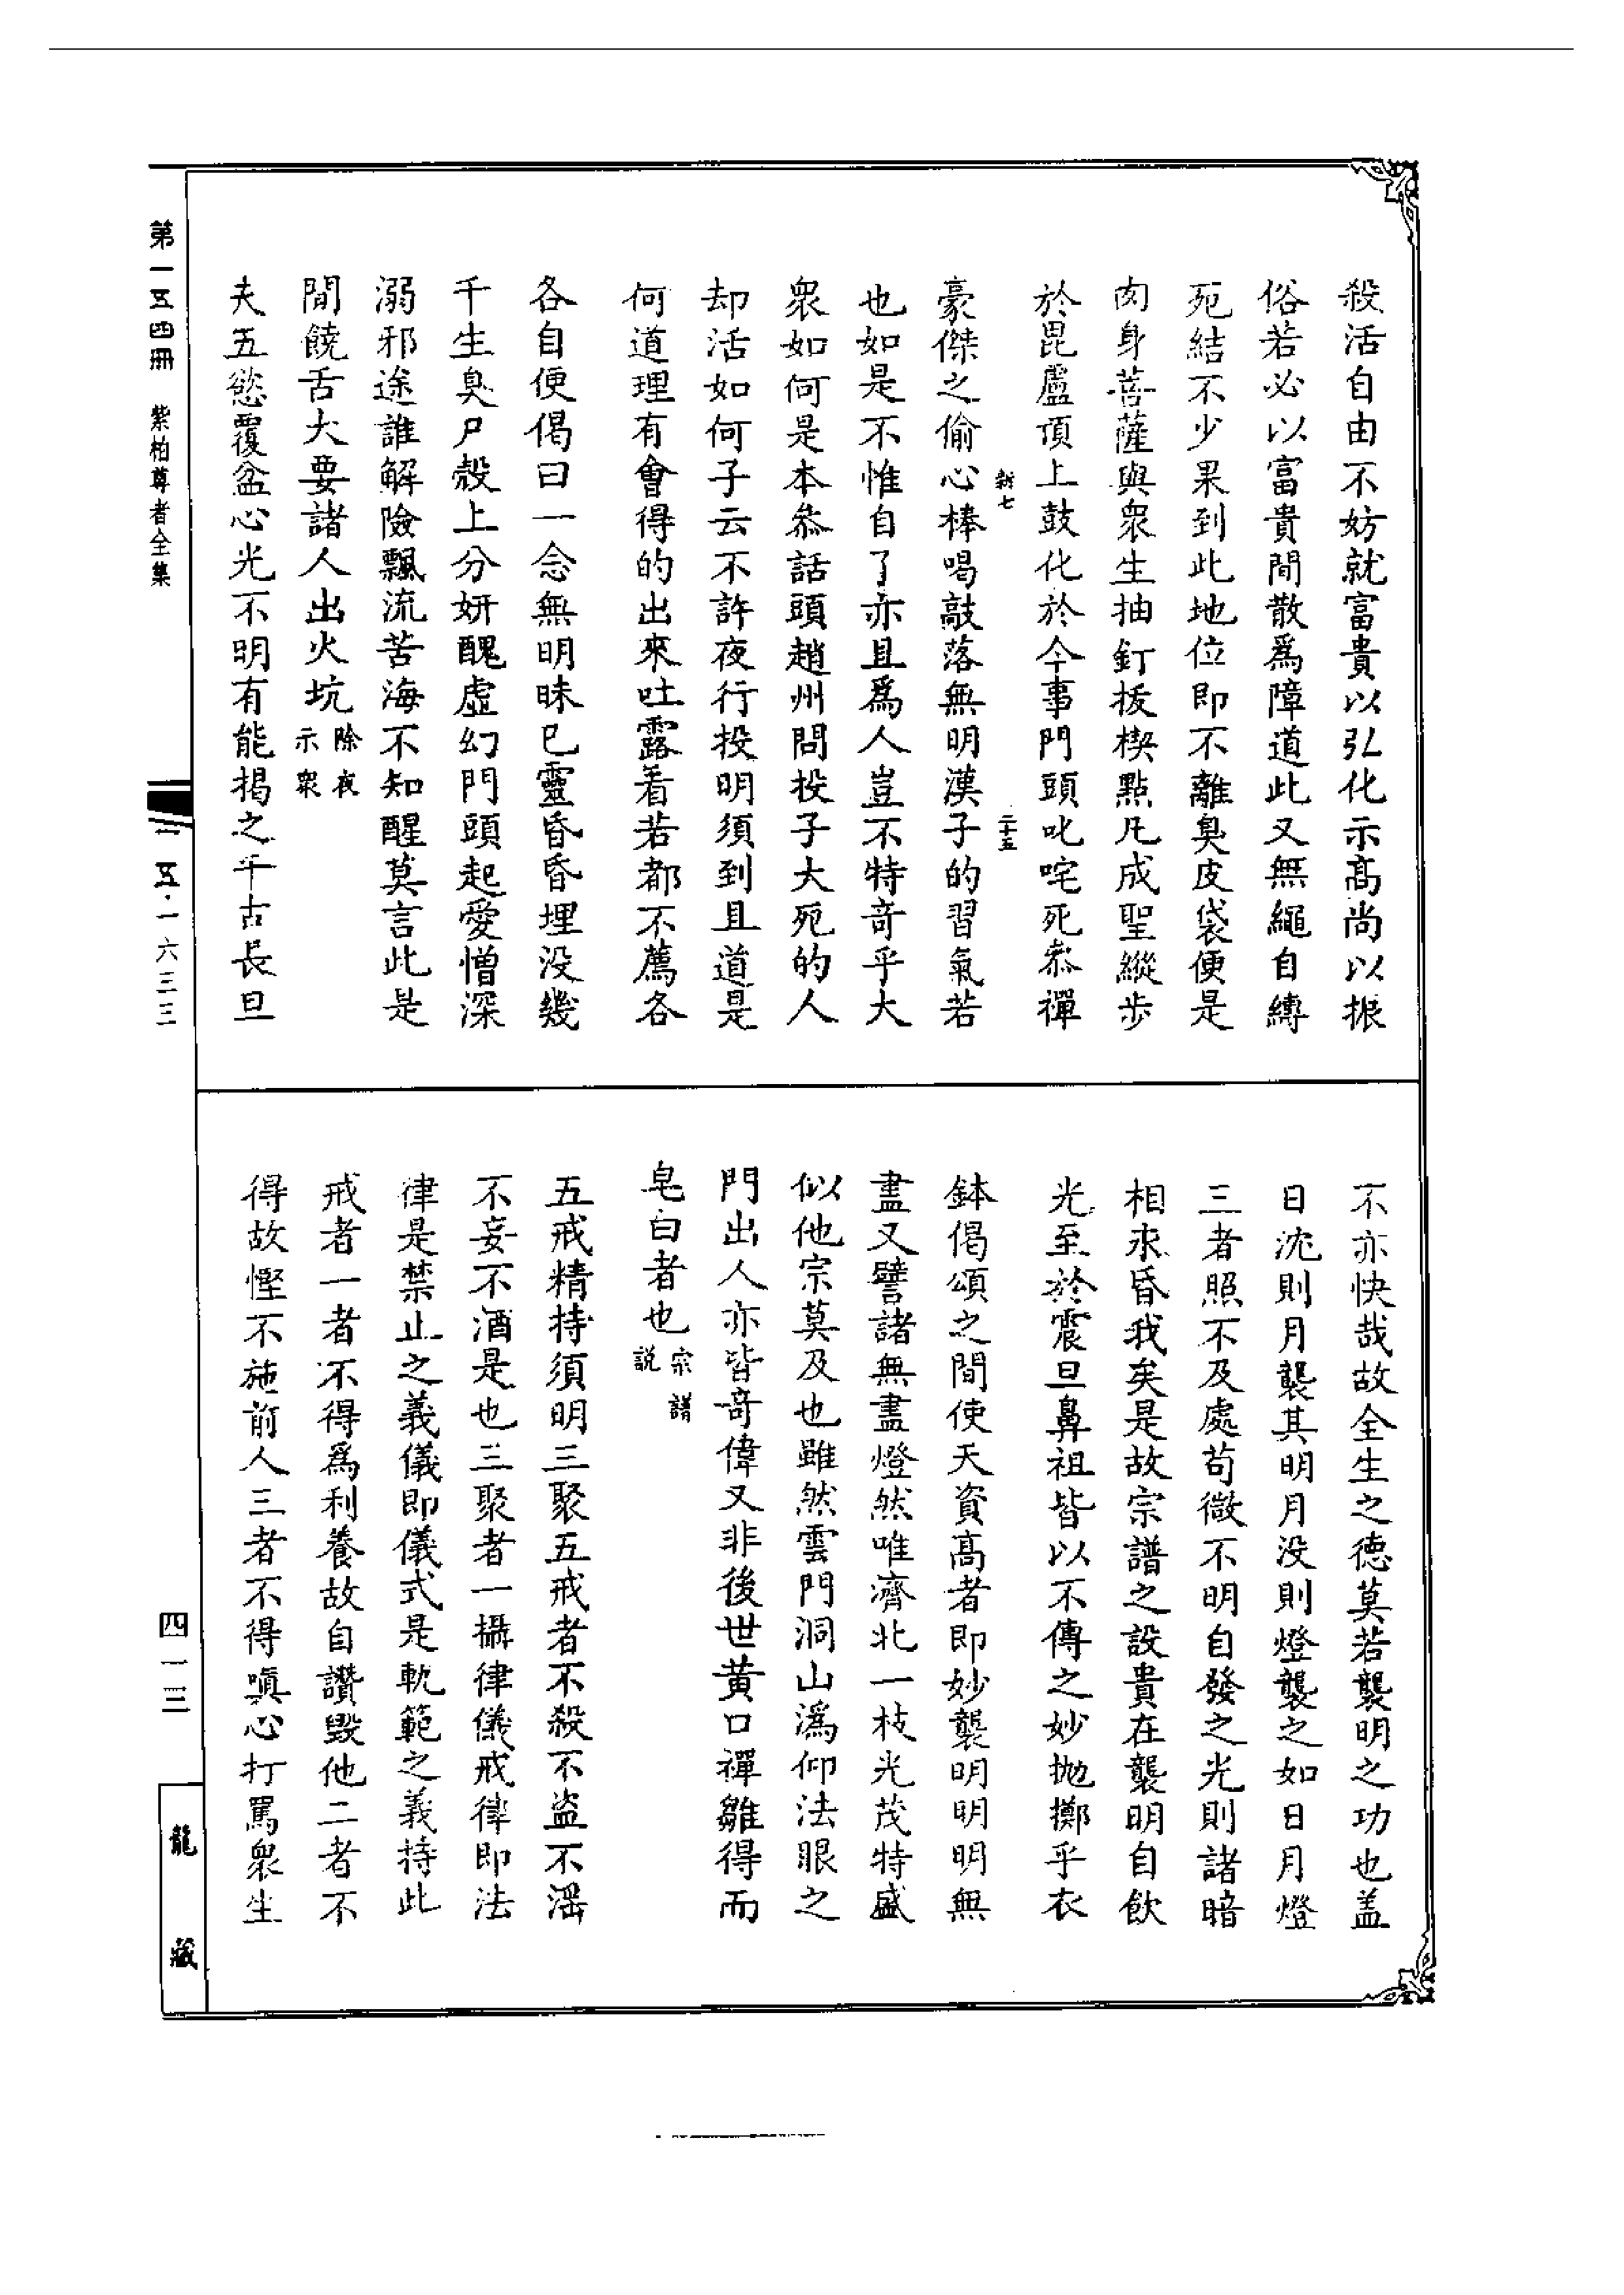 殺活自由不妨就富貴以弘化示髙尚以振
俗若必以富貴間散爲障道此又無繩自縛
死結不少果到此地位即不離臭皮袋便是
肉身菩薩與衆生抽釘拔楔點凡成聖縱步
於毘盧頂上鼓化於今事門頭叱咤死叅禪
豪傑之偷心棒喝敲落無明漢子的習氣若
也如是不惟自了亦且爲人豈不特奇乎大
衆如何是本叅話頭趙州問投子大死的人
却活如何子云不許夜行投明須到且道是
何道理有會得的出來吐露看若都不薦各
各自便偈曰一念無明昧已靈昏昏埋没幾
千生臭尸殼上分妍醜虛幻門頭起愛憎深
溺邪途誰解險飄流苦海不知醒莫言此是
間饒舌大要諸人出火坑 除夜示衆
夫五慾覆盆心光不明有能揭之千古長旦
二十五
不亦快哉故全生之德莫若襲明之功也盖
日沈則月襲其明月没則燈襲之如日月燈
三者照不及處苟微不明自發之光則諸暗
相求昏我矣是故宗譜之設貴在襲明自飲
光至於震旦鼻祖皆以不傳之妙拋擲乎衣
鉢偈頌之間使天資髙者即妙襲明明明無
盡又譬諸無盡燈然唯濟北一枝光茂特盛
似他宗莫及也雖然雲門洞山潙仰法眼之
門出人亦皆竒偉又非後世黄口禪雛得而
皂白者也 宗譜說
五戒精持須明三聚五戒者不殺不盗不滛
不妄不酒是也三聚者一攝律儀戒律即法
律是禁止之義儀即儀式是軌範之義持此
戒者一者不得爲利養故自讚毀他二者不
得故慳不施前人三者不得嗔心打罵衆生
第一五四冊 紫柏尊者全集
一五·一六三三
四一三
龍藏